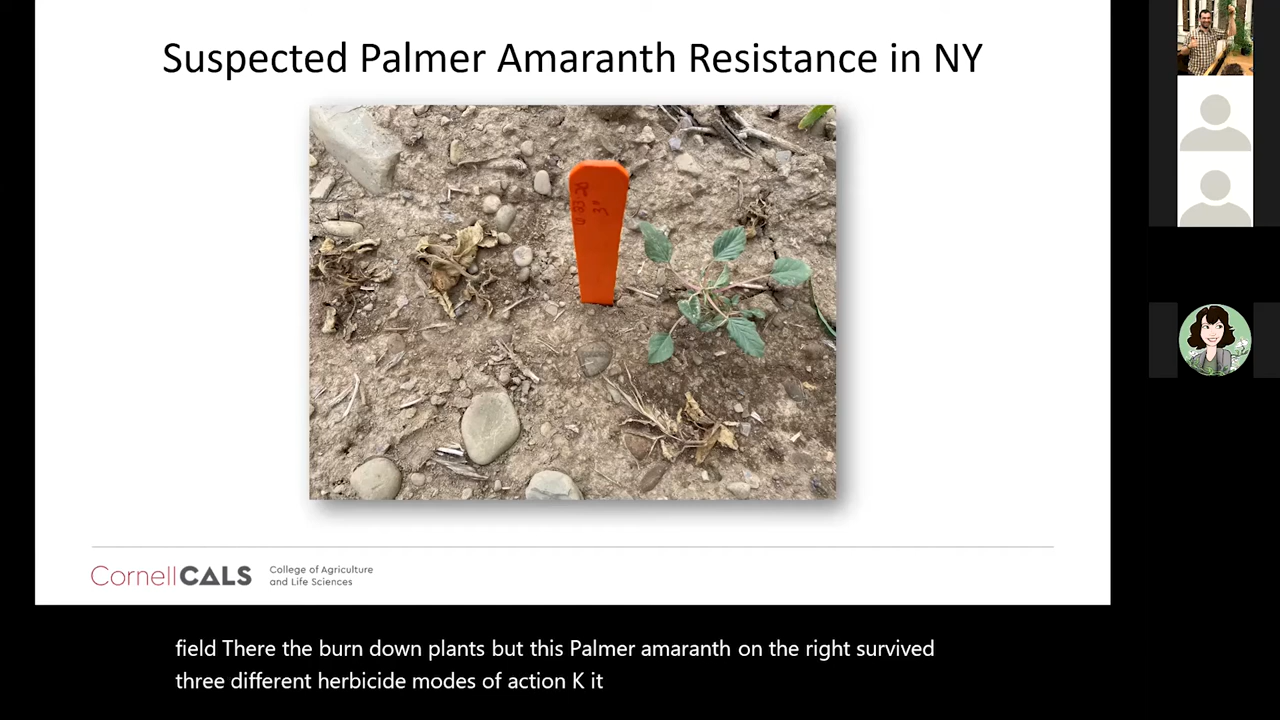 Suspected Palmer Amaranth Resistance in NY
3"
CornellCALS
College of Agriculture
and Life Sciences
field There the burn down plants but this Palmer amaranth on the right survived
three different herbicide modes of action K it